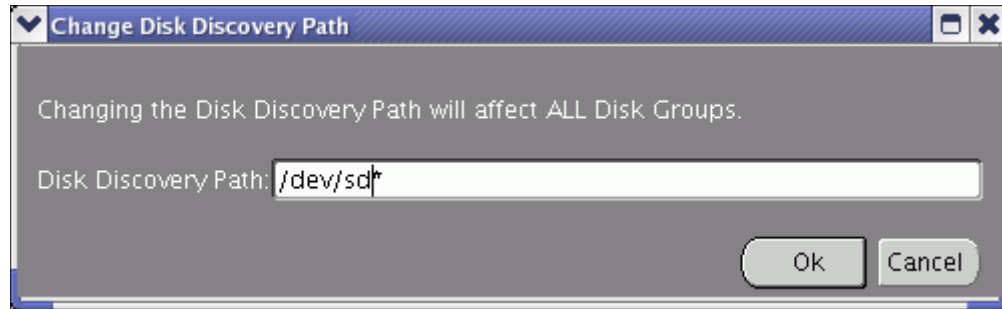 Change Disk Discovery Path
Changing the Disk Discovery Path will affect ALL Disk Groups.
Disk Discovery Path: /dev/sd*
Ok Cancel